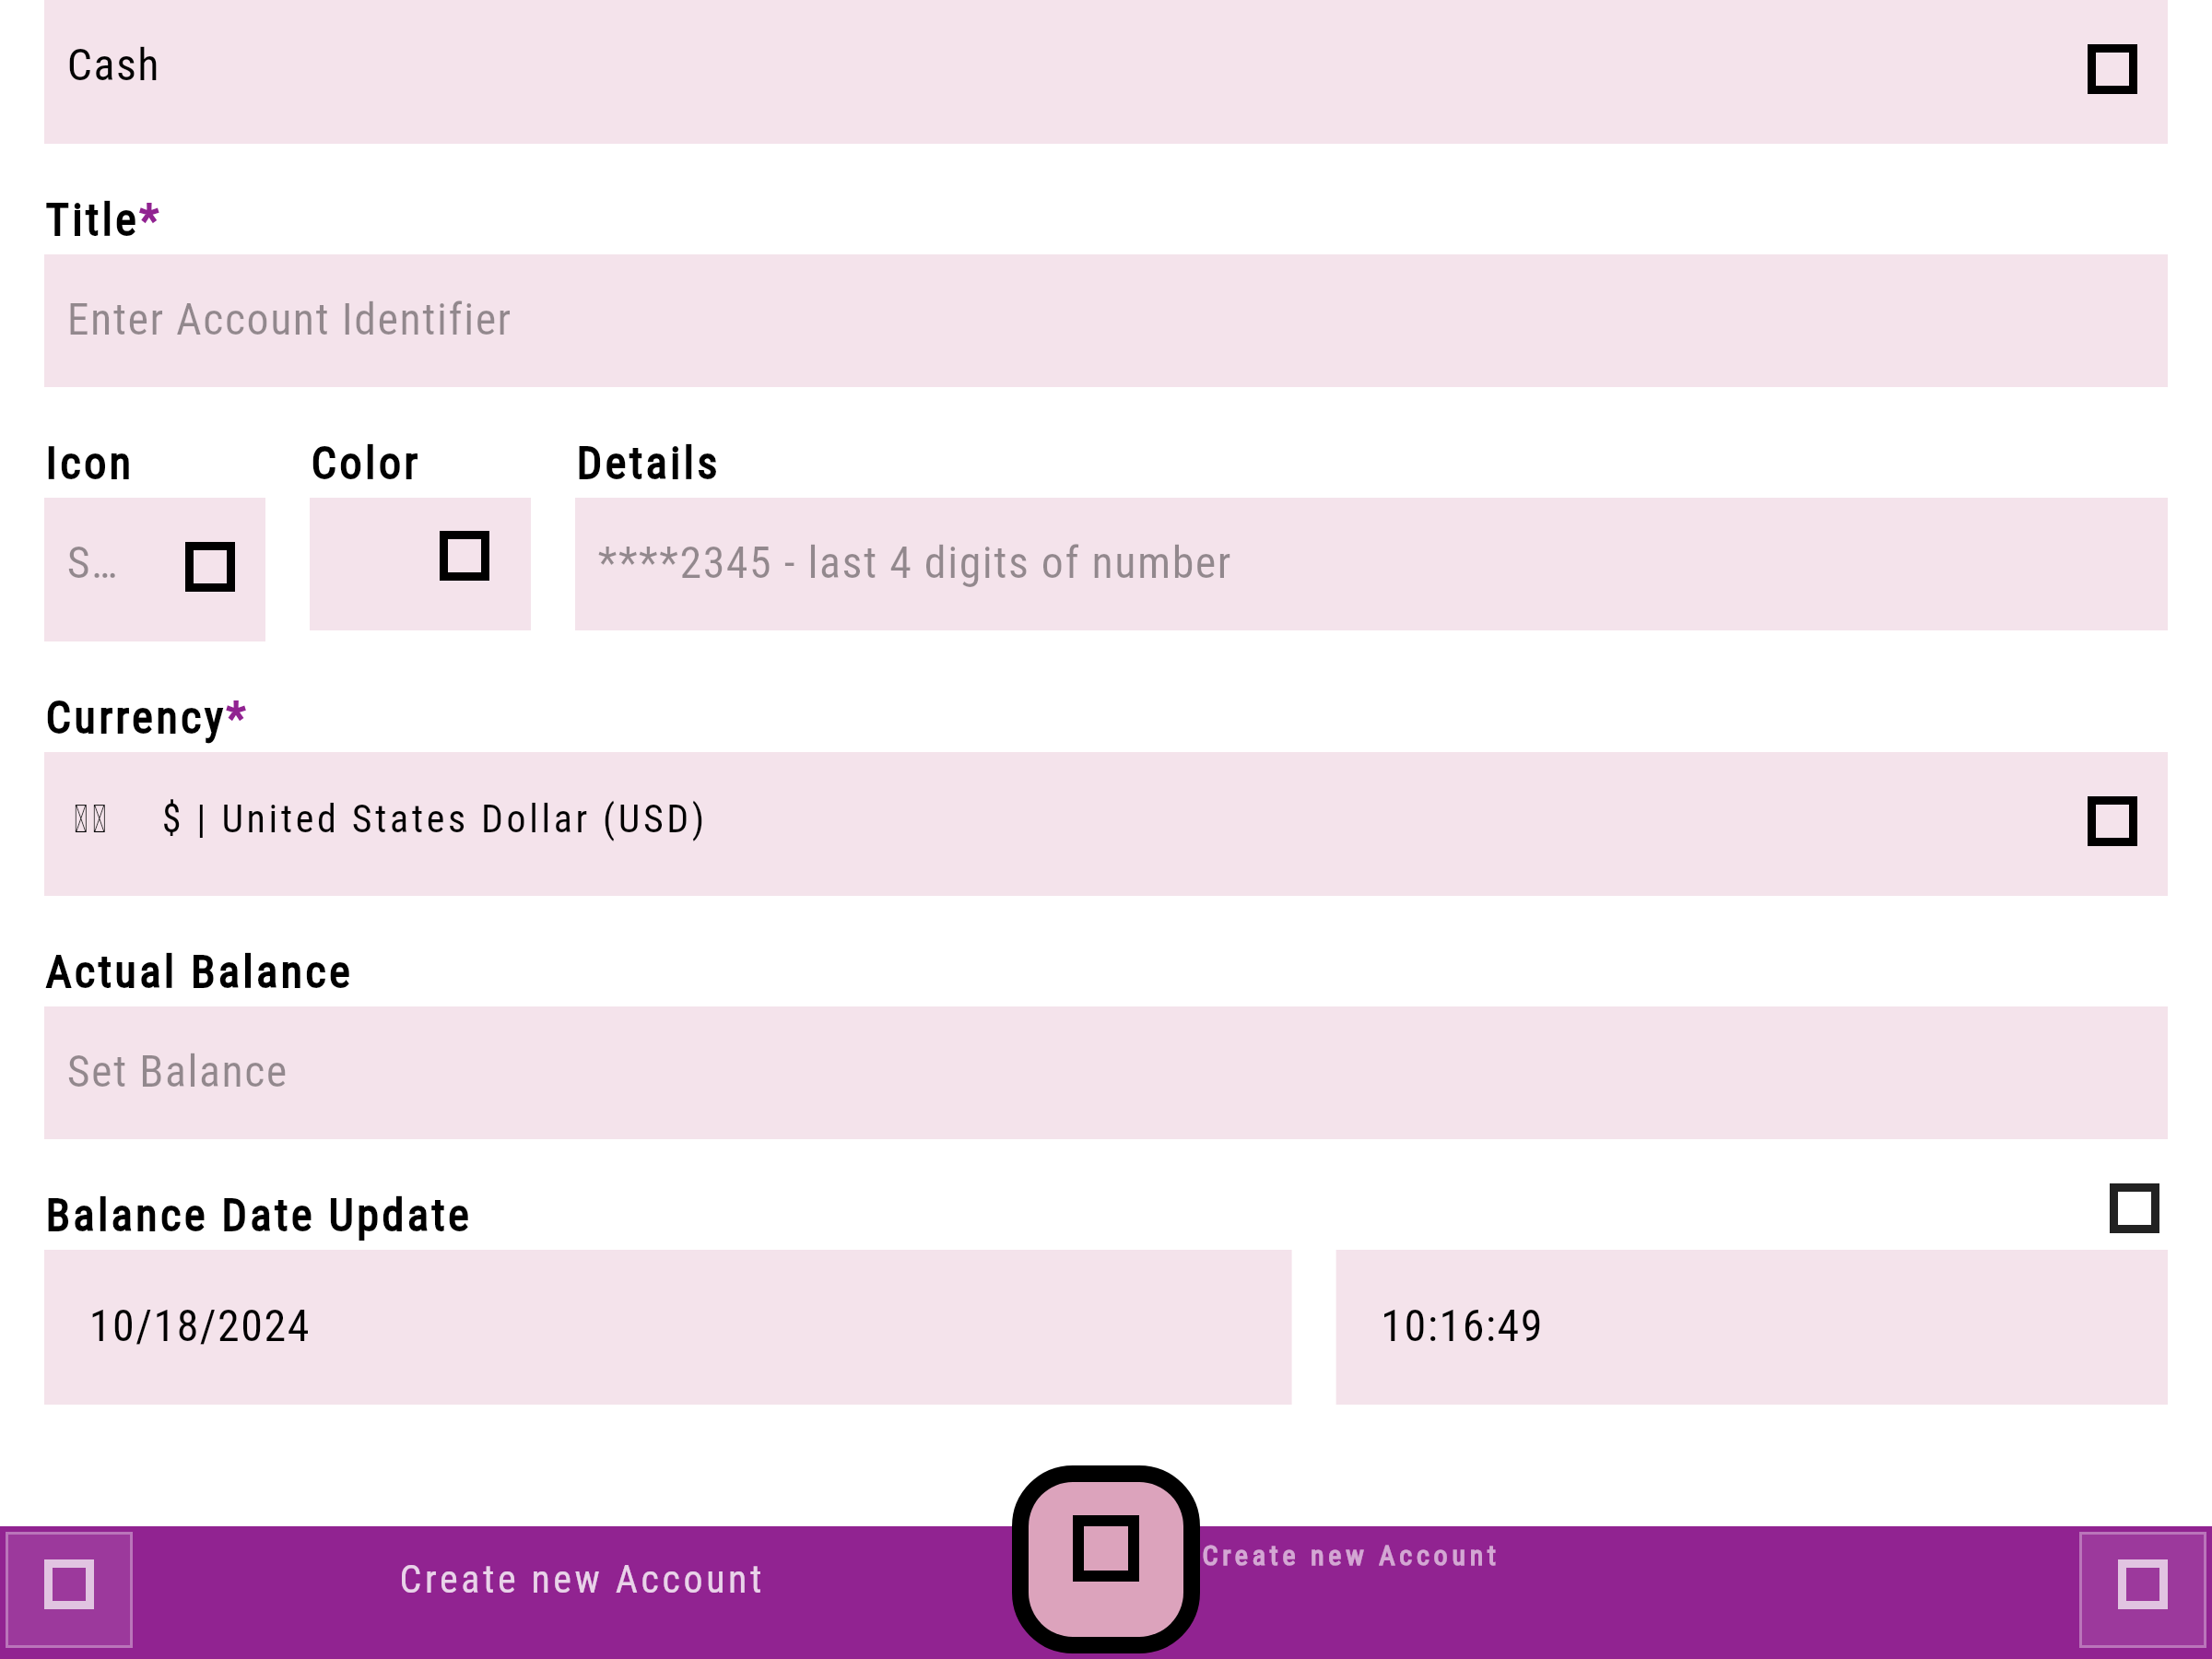 Cash
Title*
Enter Account Identifier
Icon Color Details
S… ****2345 - last 4 digits of number
Currency*
$ | United States Dollar (USD)
Actual Balance
Set Balance
Balance Date Update
10/18/2024 10:16:49
Create new Account
Create new Account